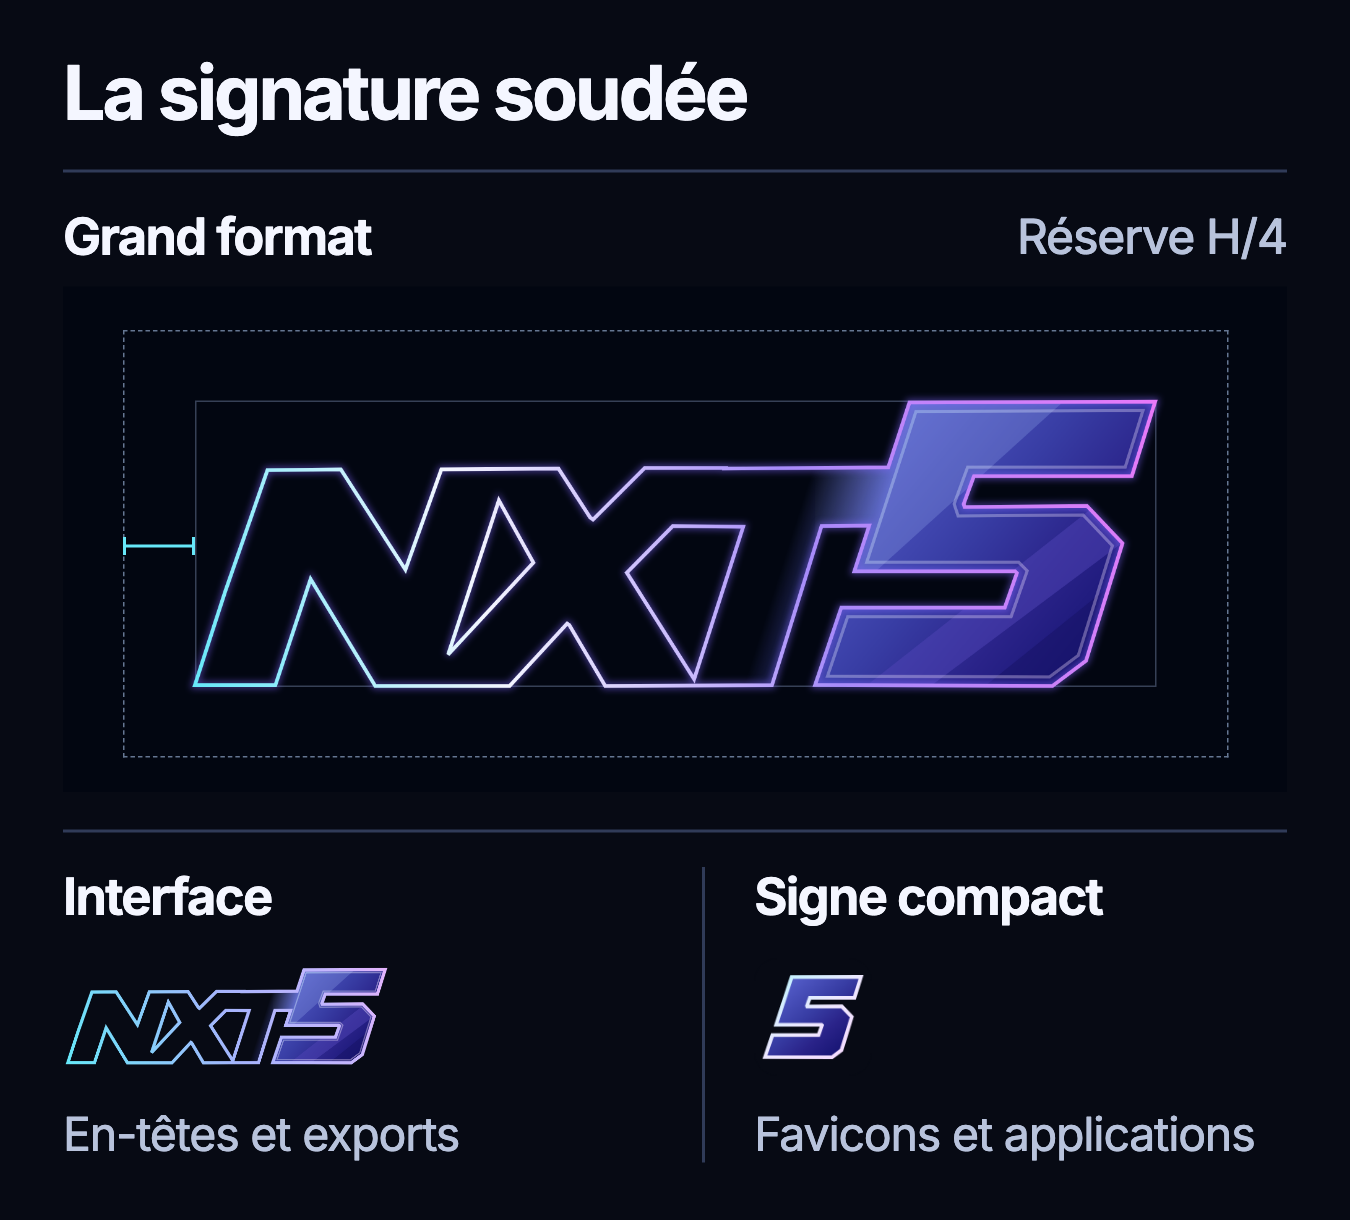 La signature soudée
Grand format
Réserve H/4
NXT5
Interface
Signe compact
NXT5
5
En-têtes et exports
Favicons et applications